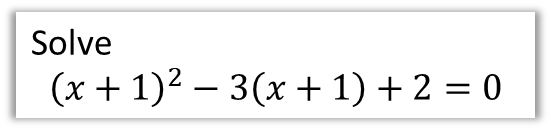 Solve
(x + 1)² − 3(x + 1) + 2 = 0